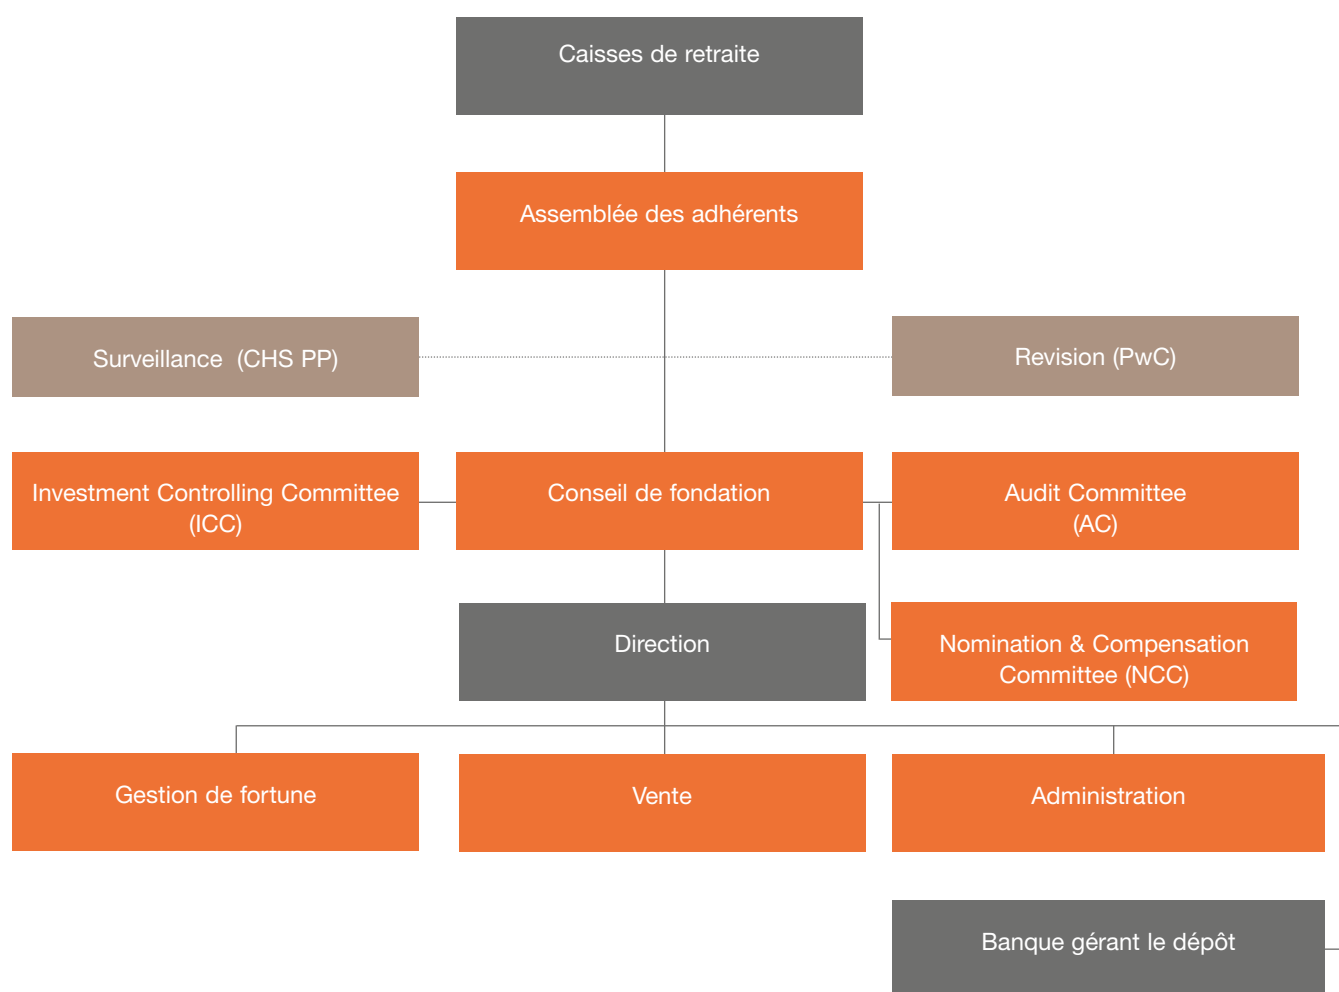 Caisses de retraite
Assemblée des adhérents
Surveillance (CHS PP)
Revision (PwC)
Investment Controlling Committee
(ICC)
Conseil de fondation
Audit Committee
(AC)
Direction
Nomination & Compensation
Committee (NCC)
Gestion de fortune
Vente
Administration
Banque gérant le dépôt